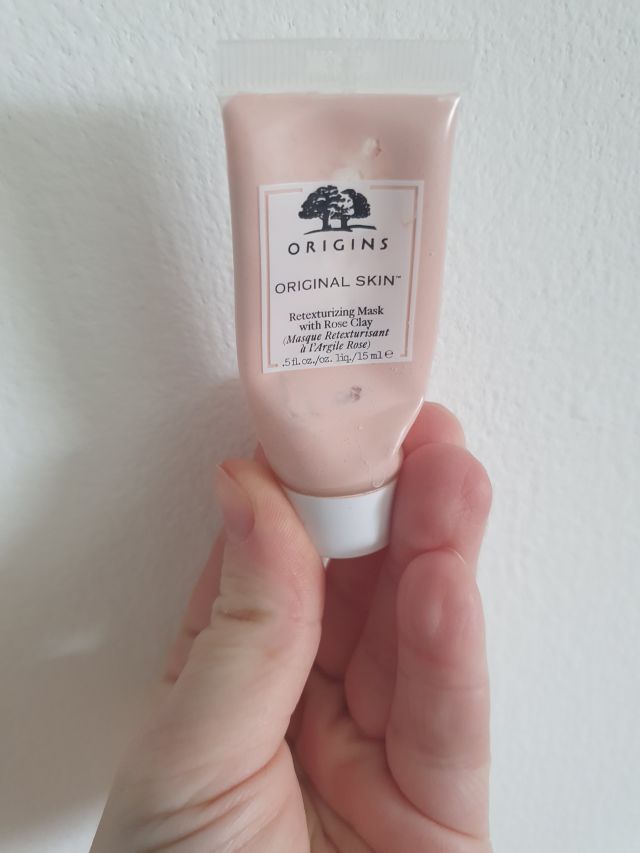 ORIGINS
ORIGINAL SKIN™
Retexturizing Mask
with Rose Clay
(Masque Retexturisant
à l'Argile Rose)
.5 fl.oz./oz. liq./15 ml ℮